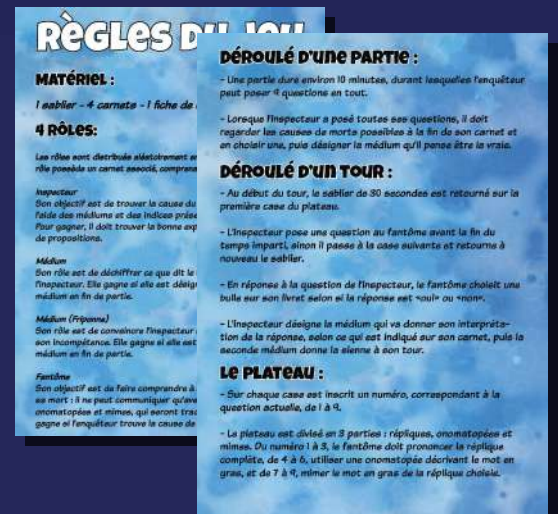 RÈGLES DU JEU
MATÉRIEL :
1 sablier - 4 carnets - 1 fiche de
4 RÔLES:
Les rôles sont distribués aléatoirement en
rôle possède un carnet associé, comprena
Inspecteur
Son objectif est de trouver la cause du
l'aide des médiums et des indices prése
Pour gagner, il doit trouver la bonne exp
de propositions.
Médium
Son rôle est de déchiffrer ce que dit le
l'inspecteur. Elle gagne si elle est désign
médium en fin de partie.
Médium (Friponne)
Son rôle est de convaincre l'inspecteur
son incompétence. Elle gagne si elle est
médium en fin de partie.
Fantôme
Son objectif est de faire comprendre à
sa mort : il ne peut communiquer qu'ave
onomatopées et mimes, qui seront trad
gagne si l'enquêteur trouve la cause de
DÉROULÉ D'UNE PARTIE :
- Une partie dure environ 10 minutes, durant lesquelles l'enquêteur
peut poser 9 questions en tout.
- Lorsque l'inspecteur a posé toutes ses questions, il doit
regarder les causes de morts possibles à la fin de son carnet et
en choisir une, puis désigner la médium qu'il pense être la vraie.
DÉROULÉ D'UN TOUR :
- Au début du tour, le sablier de 30 secondes est retourné sur la
première case du plateau.
- L'inspecteur pose une question au fantôme avant la fin du
temps imparti, sinon il passe à la case suivante et retourne à
nouveau le sablier.
- En réponse à la question de l'inspecteur, le fantôme choisit une
bulle sur son livret selon si la réponse est «oui» ou «non».
- L'inspecteur désigne la médium qui va donner son interpréta-
tion de la réponse, selon ce qui est indiqué sur son carnet, puis la
seconde médium donne la sienne à son tour.
LE PLATEAU :
- Sur chaque case est inscrit un numéro, correspondant à la
question actuelle, de 1 à 9.
- Le plateau est divisé en 3 parties : répliques, onomatopées et
mimes. Du numéro 1 à 3, le fantôme doit prononcer la réplique
complète, de 4 à 6, utiliser une onomatopée décrivant le mot en
gras, et de 7 à 9, mimer le mot en gras de la réplique choisie.